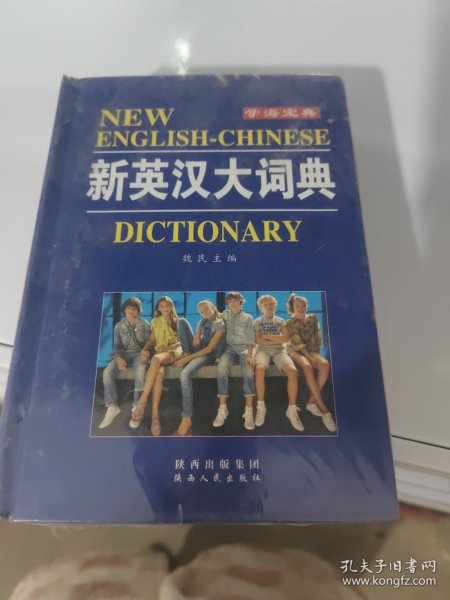 NEW
学海宝典
ENGLISH-CHINESE
新英汉大词典
DICTIONARY
魏民主编
陕西出版集团
陕西人民出版社
孔夫子旧书网
www.kongfz.com